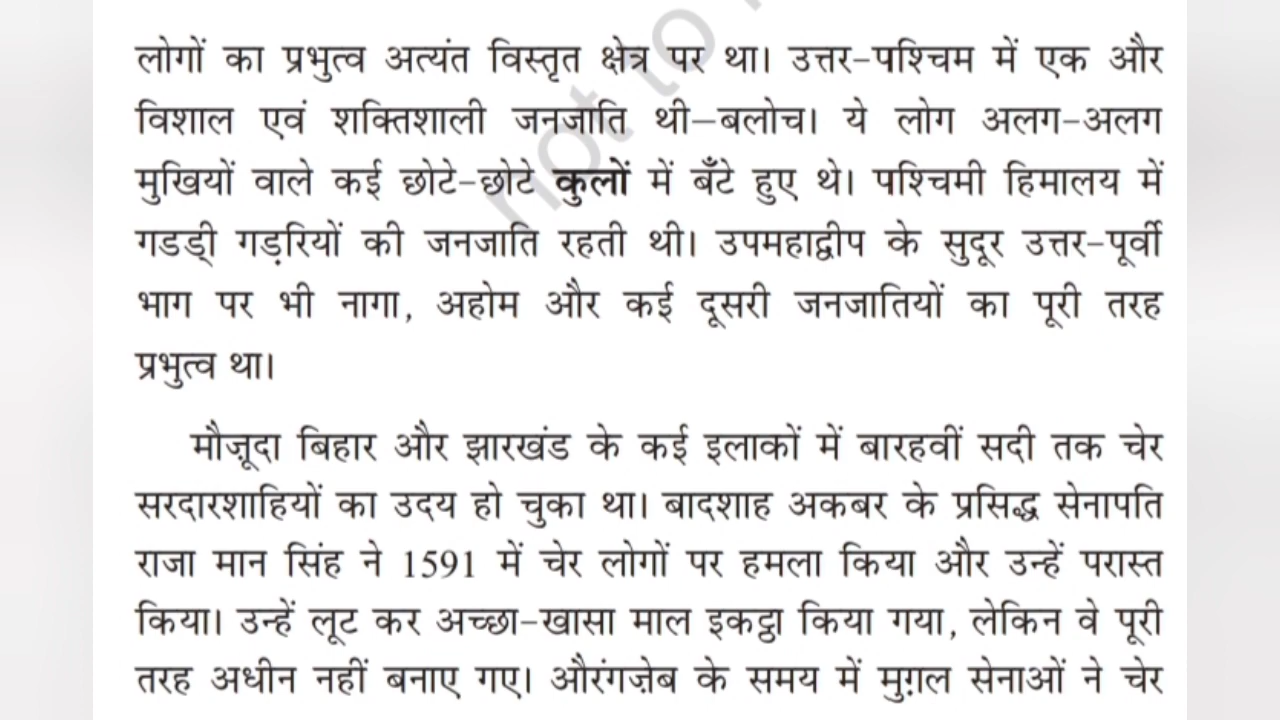 लोगों का प्रभुत्व अत्यंत विस्तृत क्षेत्र पर था। उत्तर-पश्चिम में एक और
विशाल एवं शक्तिशाली जनजाति थी–बलोच। ये लोग अलग-अलग
मुखियों वाले कई छोटे-छोटे कुलों में बँटे हुए थे। पश्चिमी हिमालय में
गडड्ी गड़रियों की जनजाति रहती थी। उपमहाद्वीप के सुदूर उत्तर-पूर्वी
भाग पर भी नागा, अहोम और कई दूसरी जनजातियों का पूरी तरह
प्रभुत्व था।
मौज़ूदा बिहार और झारखंड के कई इलाकों में बारहवीं सदी तक चेर
सरदारशाहियों का उदय हो चुका था। बादशाह अकबर के प्रसिद्ध सेनापति
राजा मान सिंह ने 1591 में चेर लोगों पर हमला किया और उन्हें परास्त
किया। उन्हें लूट कर अच्छा-खासा माल इकट्ठा किया गया, लेकिन वे पूरी
तरह अधीन नहीं बनाए गए। औरंगज़ेब के समय में मुग़ल सेनाओं ने चेर
not to